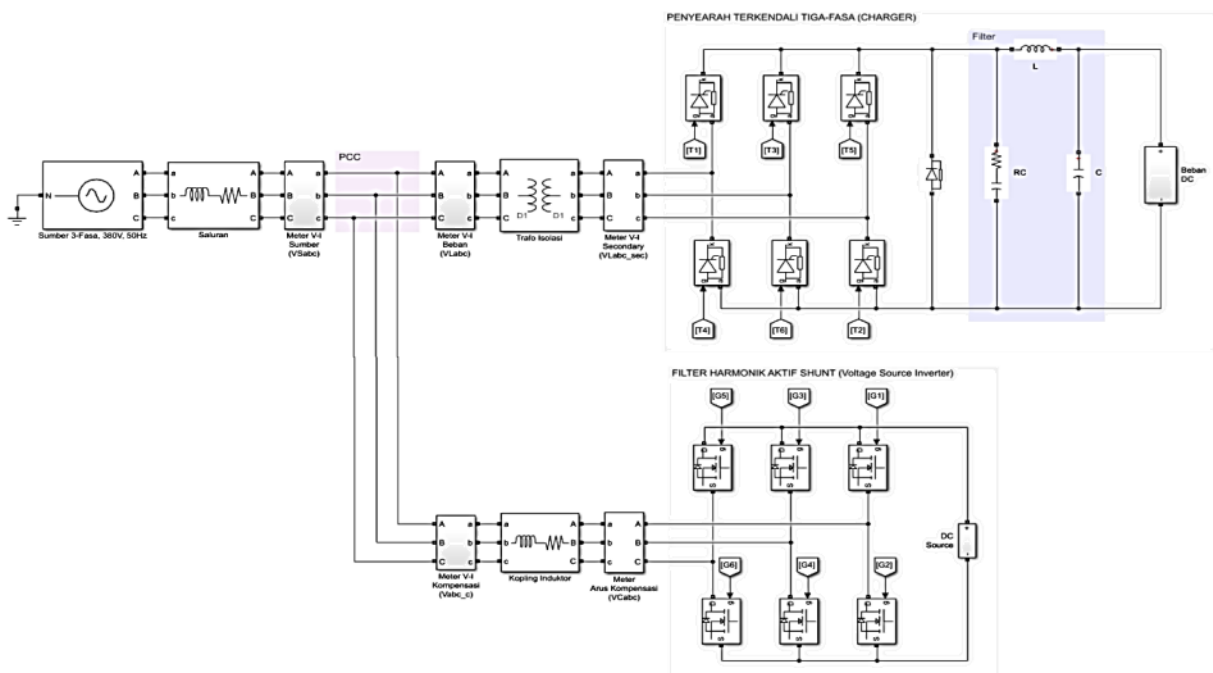 PENYEARAH TERKENDALI TIGA-FASA (CHARGER)
Filter
L
[T1]
[T3]
[T5]
RC
C
+
Beban
DC
[T4]
[T6]
[T2]
PCC
N
A
B
C
a
b
c
A
B
C
A
B
C
a
b
c
A
B
C
a
b
c
A
B
C
D1
D1
a
b
c
A
B
C
a
b
c
Sumber 3-Fasa, 380V, 50Hz
Saluran
Meter V-I
Sumber
(VSabc)
Meter V-I
Beban
(VLabc)
Trafo Isolasi
Meter V-I
Secondary
(VLabc_sec)
FILTER HARMONIK AKTIF SHUNT (Voltage Source Inverter)
[G5]
[G3]
[G1]
DC
Source
[G6]
[G4]
[G2]
A
B
C
a
b
c
a
b
c
A
B
C
A
B
C
a
b
c
Meter V-I
Kompensasi
(Vabc_c)
Kopling Induktor
Meter
Arus Kompensasi
(VCabc)